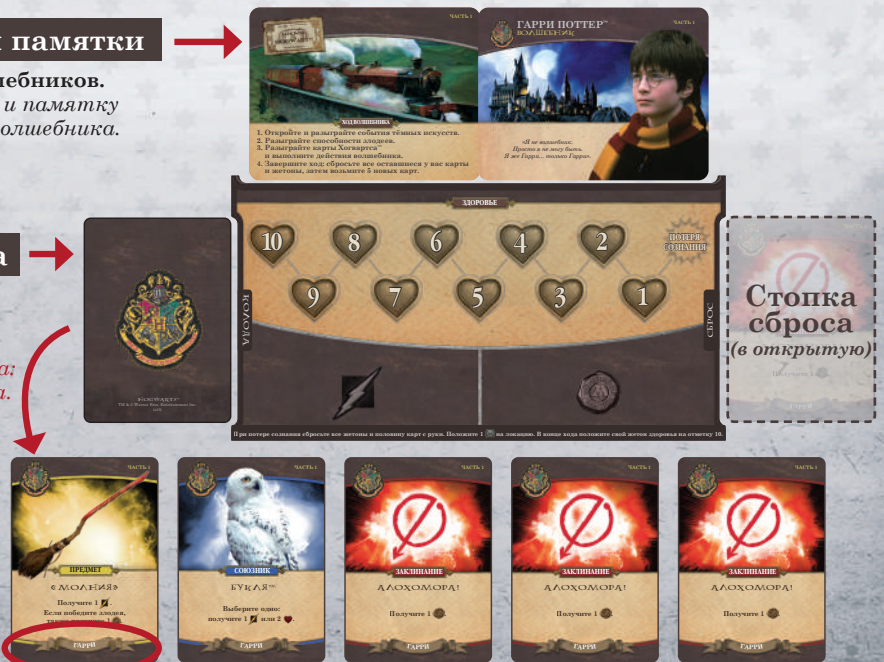 и памятки
лшебников.
и памятку
олшебника.
ЧАСТЬ 1
ХОД ВОЛШЕБНИКА
1. Откройте и разыграйте события тёмных искусств.
2. Разыграйте способности злодеев.
3. Разыграйте карты Хогвартса™
и выполните действия волшебника.
4. Завершите ход: сбросьте все оставшиеся у вас карты
и жетоны, затем возьмите 5 новых карт.
ГАРРИ ПОТТЕР™
ВОЛШЕБНИК
ЧАСТЬ 1
«Я не волшебник.
Просто я не могу быть.
Я же Гарри... только Гарри».
ЗДОРОВЬЕ
10 8 6 4 2
ПОТЕРЯ
СОЗНАНИЯ
9 7 5 3 1
КОЛОДА
СБРОС
При потере сознания сбросьте все жетоны и половину карт с руки. Положите 1 на локацию. В конце хода положите свой жетон здоровья на отметку 10.
а
HOGWARTS
Стопка
сброса
(в открытую)
Получите 1
ГАРРИ
а:
а.
ЧАСТЬ 1
ПРЕДМЕТ
«МОЛНИЯ»
Получите 1
Если победите злодея,
ГАРРИ
ЧАСТЬ 1
СОЮЗНИК
БУКЛЯ™
Выберите одно:
получите 1 или 2
ГАРРИ
ЧАСТЬ 1
ЗАКЛИНАНИЕ
АЛОХОМОРА!
Получите 1
ГАРРИ
ЧАСТЬ 1
ЗАКЛИНАНИЕ
АЛОХОМОРА!
Получите 1
ГАРРИ
ЧАСТЬ 1
ЗАКЛИНАНИЕ
АЛОХОМОРА!
Получите 1
ГАРРИ